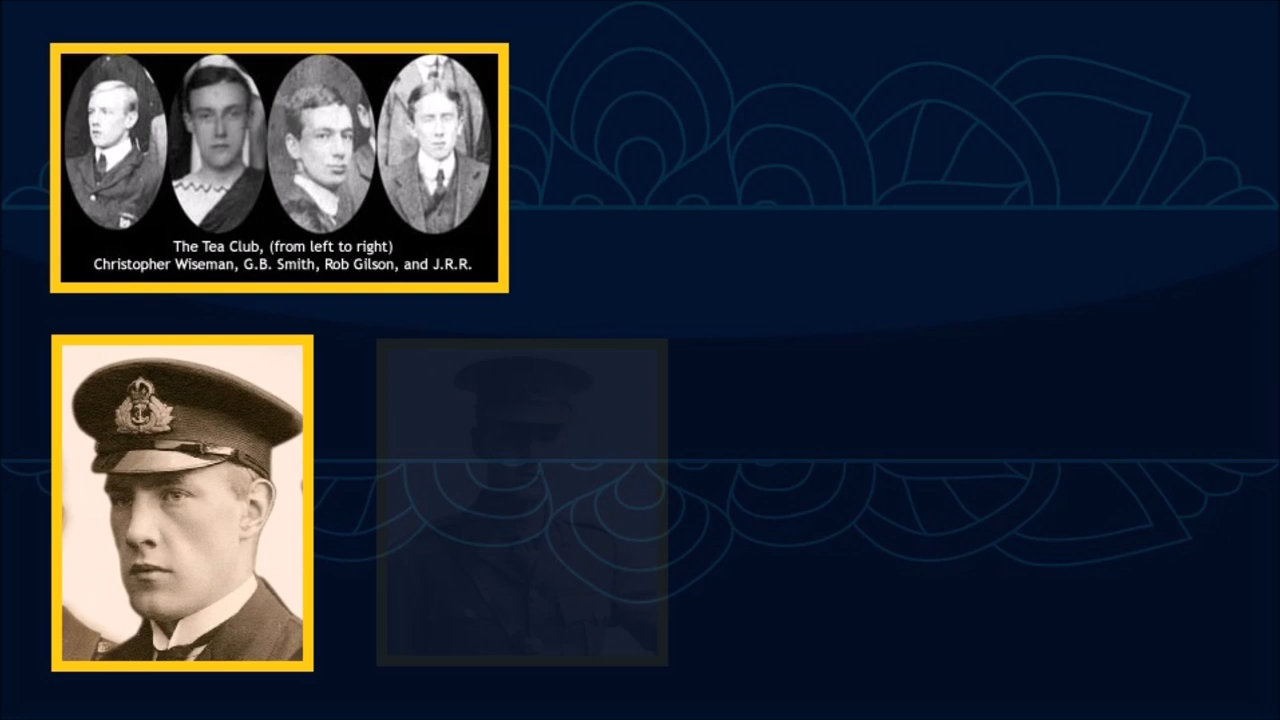 The Tea Club, (from left to right)
Christopher Wiseman, G.B. Smith, Rob Gilson, and J.R.R.